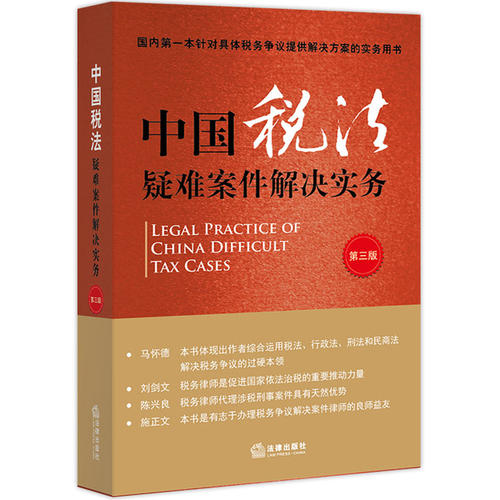 国内第一本针对具体税务争议提供解决方案的实务用书
中国税法
疑难案件解决实务
LEGAL PRACTICE OF
CHINA DIFFICULT
TAX CASES
第三版
• 马怀德 本书体现出作者综合运用税法、行政法、刑法和民商法
解决税务争议的过硬本领
• 刘剑文 税务律师是促进国家依法治税的重要推动力量
• 陈兴良 税务律师代理涉税刑事案件具有天然优势
• 施正文 本书是有志于办理税务争议解决案件律师的良师益友
法律出版社
LAW PRESS·CHINA
中国税法
疑难案件解决实务
第三版
法律出版社